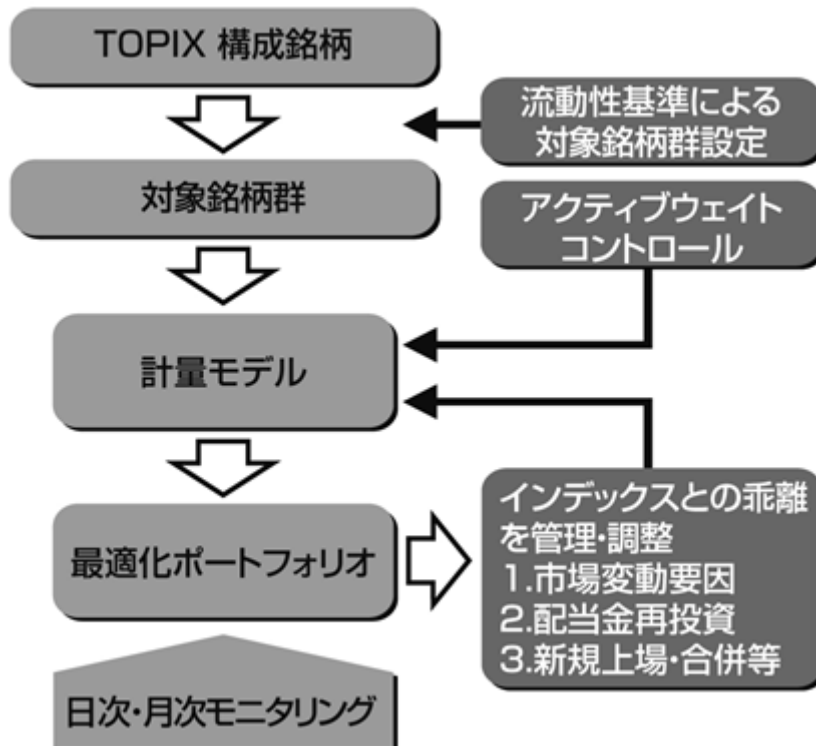 TOPIX 構成銘柄
流動性基準による
対象銘柄群設定
対象銘柄群
アクティブウェイト
コントロール
計量モデル
最適化ポートフォリオ
インデックスとの乖離
を管理・調整
1.市場変動要因
2.配当金再投資
3.新規上場・合併等
日次・月次モニタリング